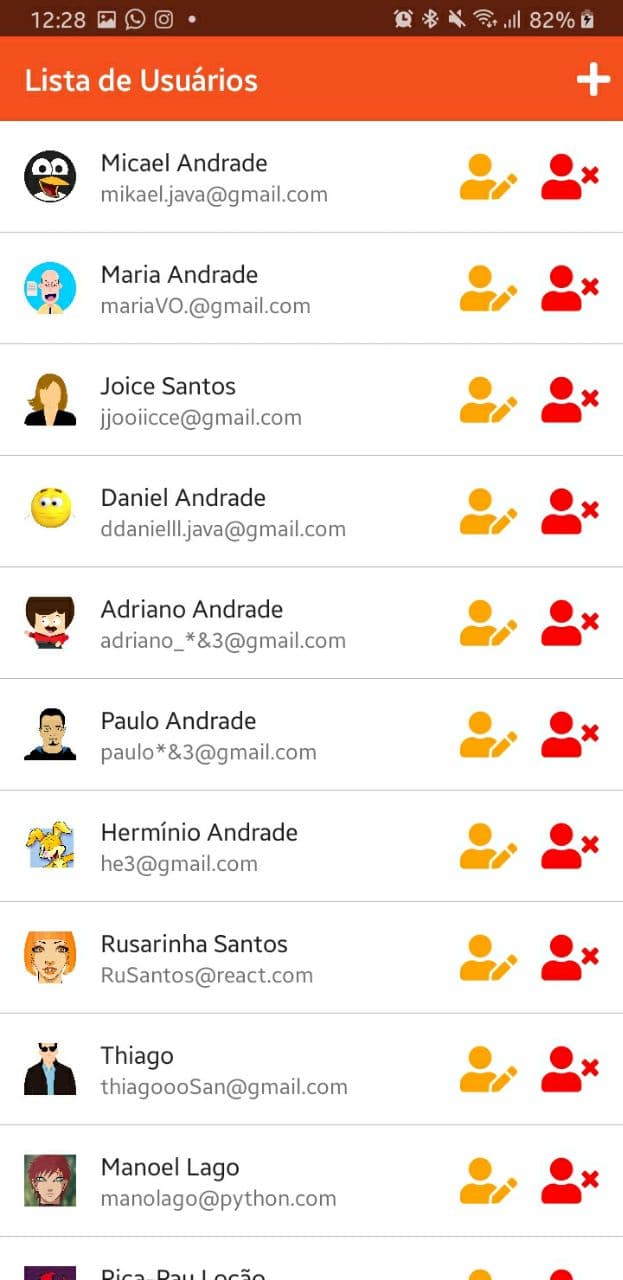 12:28 82%
Lista de Usuários
Micael Andrade
mikael.java@gmail.com
Maria Andrade
mariaVO.@gmail.com
Joice Santos
jjooiicce@gmail.com
Daniel Andrade
ddanielll.java@gmail.com
Adriano Andrade
adriano_*&3@gmail.com
Paulo Andrade
paulo*&3@gmail.com
Hermínio Andrade
he3@gmail.com
Rusarinha Santos
RuSantos@react.com
Thiago
thiagoooSan@gmail.com
Manoel Lago
manolago@python.com
Pica-Pau Loção